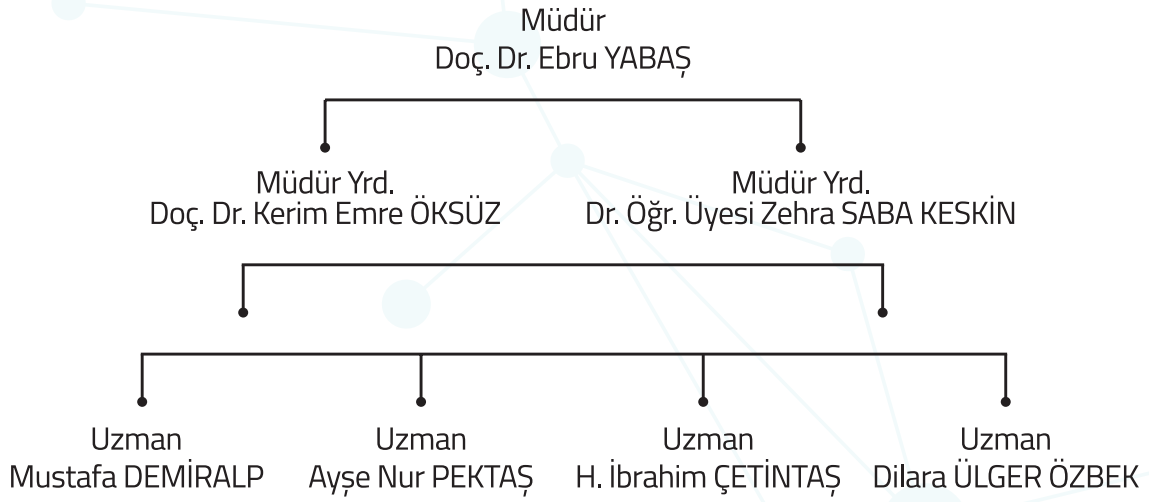 Müdür
Doç. Dr. Ebru YABAŞ
Müdür Yrd.
Doç. Dr. Kerim Emre ÖKSÜZ
Müdür Yrd.
Dr. Öğr. Üyesi Zehra SABA KESKİN
Uzman
Mustafa DEMİRALP
Uzman
Ayşe Nur PEKTAŞ
Uzman
H. İbrahim ÇETİNTAŞ
Uzman
Dilara ÜLGER ÖZBEK